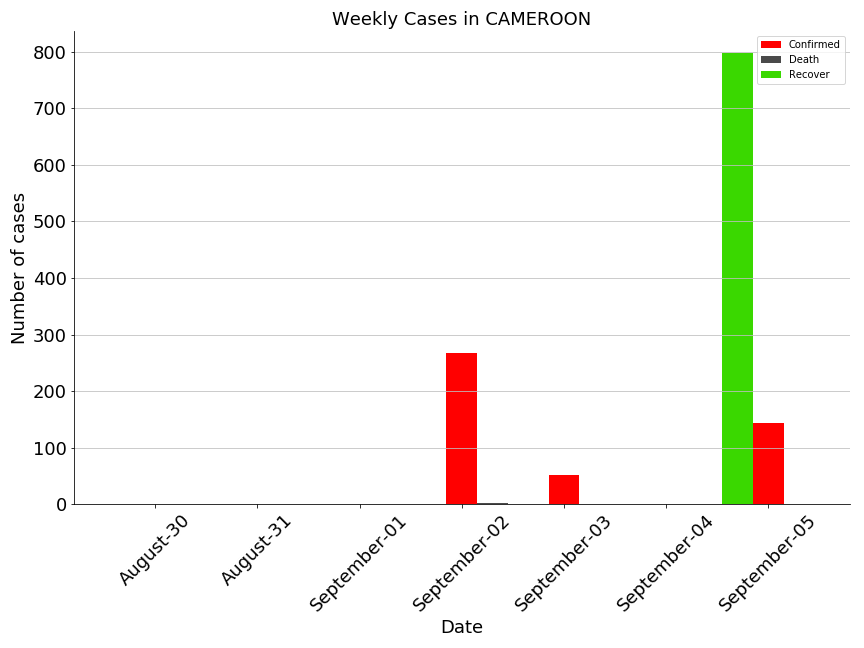 Weekly Cases in CAMEROON
Confirmed
Death
Recover
Number of cases
800
700
600
500
400
300
200
100
0
August-30
August-31
September-01
September-02
September-03
September-04
September-05
Date